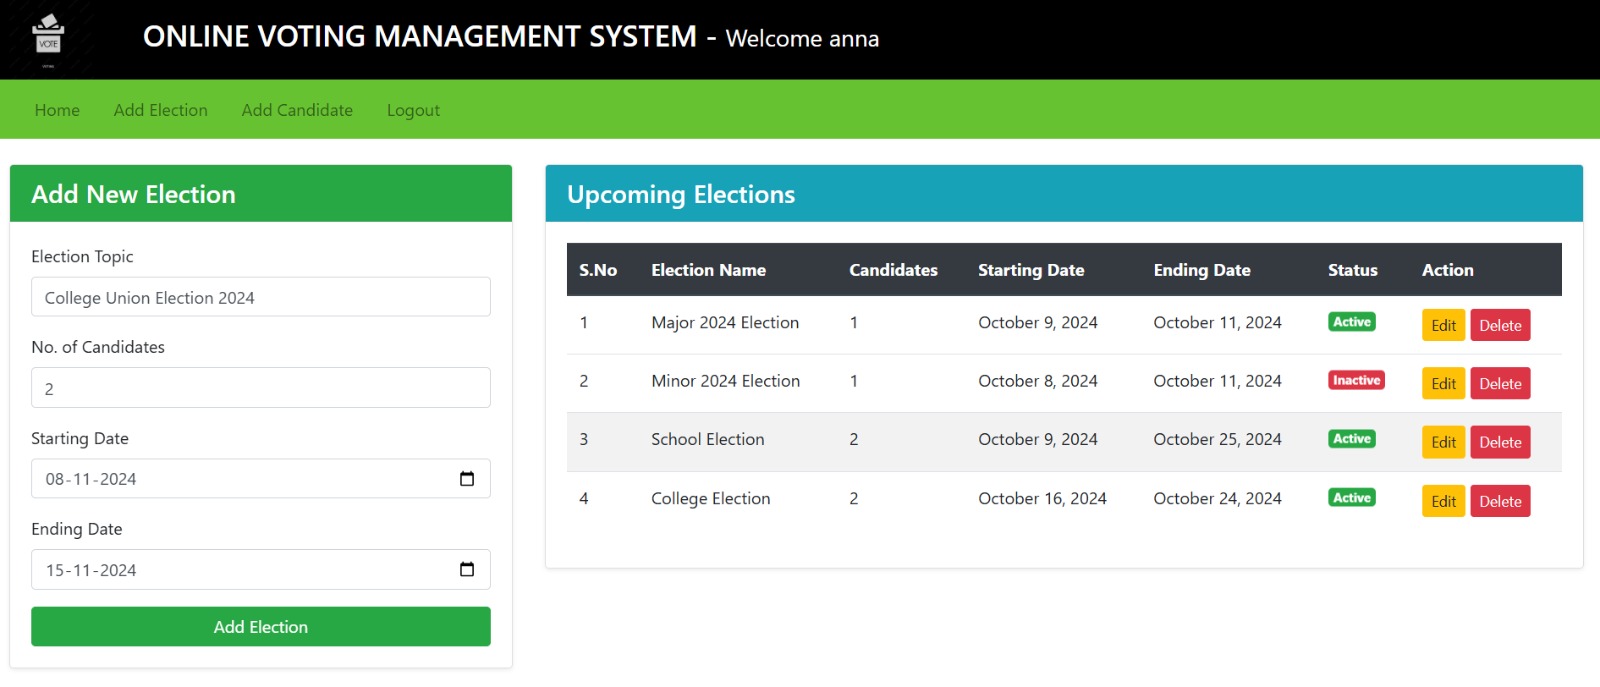 VOTE
ONLINE VOTING MANAGEMENT SYSTEM - Welcome anna
Home Add Election Add Candidate Logout
Add New Election
Election Topic
College Union Election 2024
No. of Candidates
2
Starting Date
08-11-2024
Ending Date
15-11-2024
Add Election
Upcoming Elections
S.No Election Name Candidates Starting Date Ending Date Status Action
1 Major 2024 Election 1 October 9, 2024 October 11, 2024 Active Edit Delete
2 Minor 2024 Election 1 October 8, 2024 October 11, 2024 Inactive Edit Delete
3 School Election 2 October 9, 2024 October 25, 2024 Active Edit Delete
4 College Election 2 October 16, 2024 October 24, 2024 Active Edit Delete